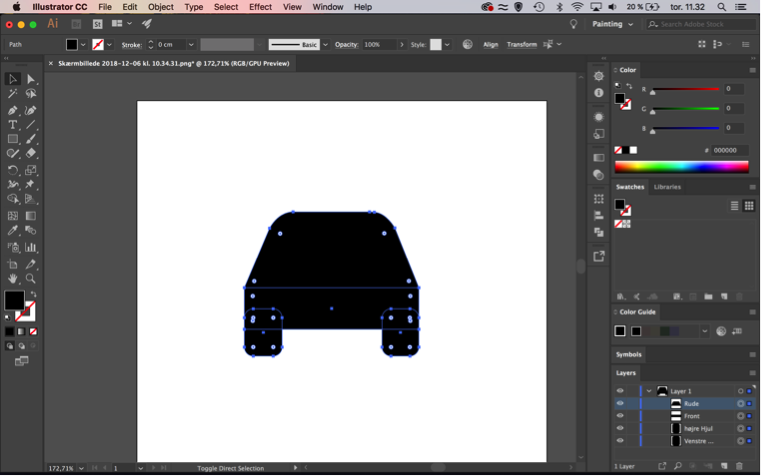 Illustrator CC File Edit Object Type Select Effect View Window Help 20 % tor. 11.32
Ai Br St Painting Search Adobe Stock
Path Stroke: 0 cm Basic Opacity: 100% Style: Align Transform
× Skærmbillede 2018-12-06 kl. 10.34.31.png* @ 172,71% (RGB/GPU Preview)
Color
R 0
G 0
B 0
# 000000
Swatches Libraries
Color Guide
Symbols
Layers
Layer 1
Rude
Front
højre Hjul
Venstre ...
172,71% 1 Toggle Direct Selection 1 Layer